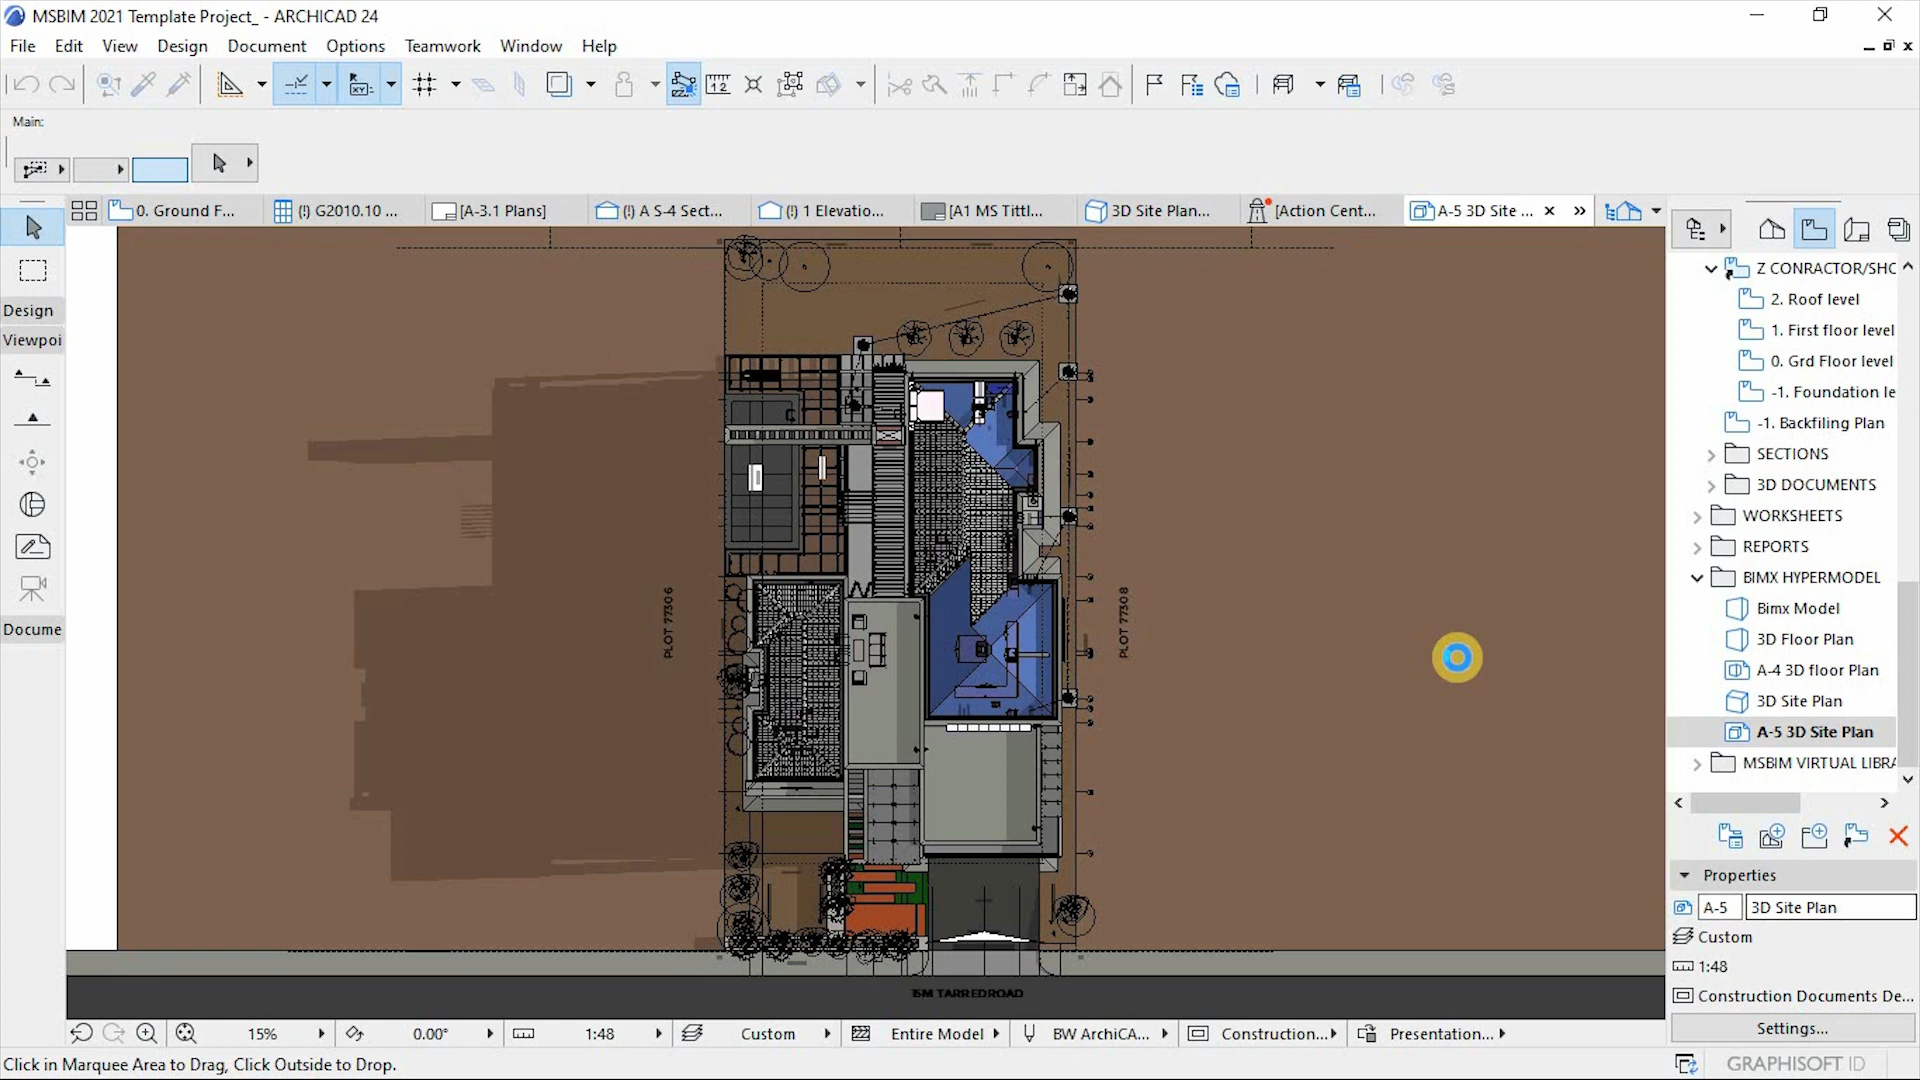 MSBIM 2021 Template Project_ - ARCHICAD 24
File Edit View Design Document Options Teamwork Window Help
Main:
0. Ground F...
(!) G2010.10 ...
[A-3.1 Plans]
(!) A S-4 Sect...
(!) 1 Elevatio...
[A1 MS Tittl...
3D Site Plan...
[Action Cent...
A-5 3D Site ...
Design
Viewpoi
Docume
PLOT 77306
PLOT 77308
15M TARRED ROAD
Z CONRACTOR/SHC
2. Roof level
1. First floor level
0. Grd Floor level
-1. Foundation le
-1. Backfiling Plan
SECTIONS
3D DOCUMENTS
WORKSHEETS
REPORTS
BIMX HYPERMODEL
Bimx Model
3D Floor Plan
A-4 3D floor Plan
3D Site Plan
A-5 3D Site Plan
MSBIM VIRTUAL LIBRA
Properties
A-5 3D Site Plan
Custom
1:48
Construction Documents De...
Settings...
15% 0.00° 1:48 Custom Entire Model BW ArchiCA... Construction... Presentation...
Click in Marquee Area to Drag, Click Outside to Drop.
GRAPHISOFT ID